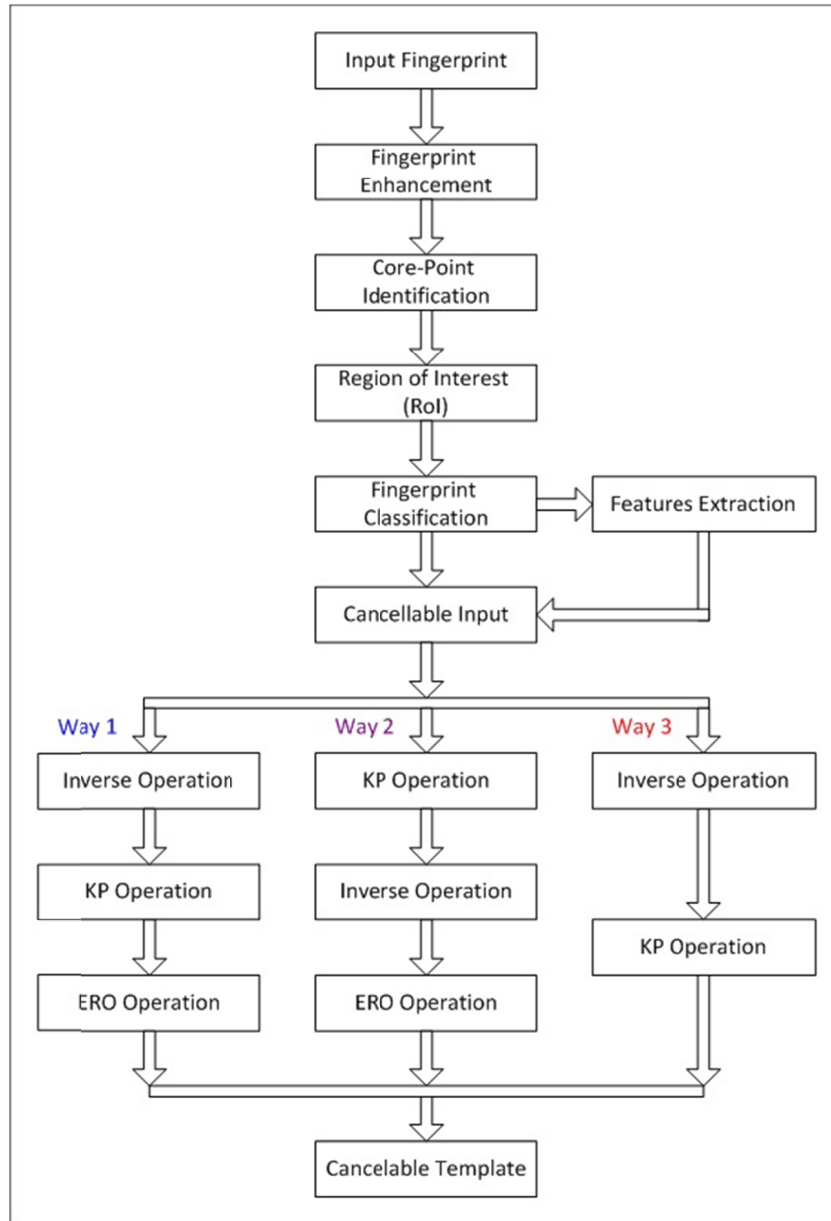 Input Fingerprint
Fingerprint
Enhancement
Core-Point
Identification
Region of Interest
(RoI)
Fingerprint
Classification
Features Extraction
Cancellable Input
Way 1
Way 2
Way 3
Inverse Operation
KP Operation
Inverse Operation
KP Operation
Inverse Operation
KP Operation
ERO Operation
ERO Operation
Cancelable Template